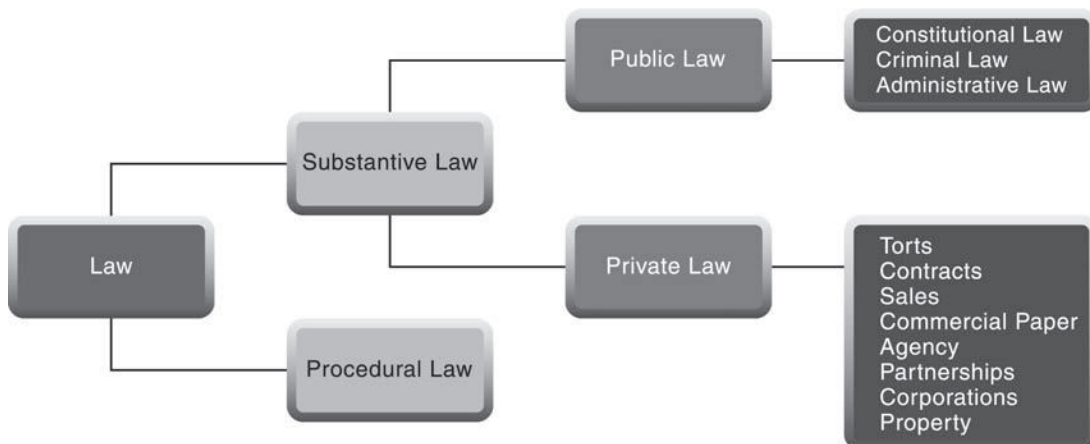 Law
Substantive Law
Procedural Law
Public Law
Private Law
Constitutional Law
Criminal Law
Administrative Law
Torts
Contracts
Sales
Commercial Paper
Agency
Partnerships
Corporations
Property